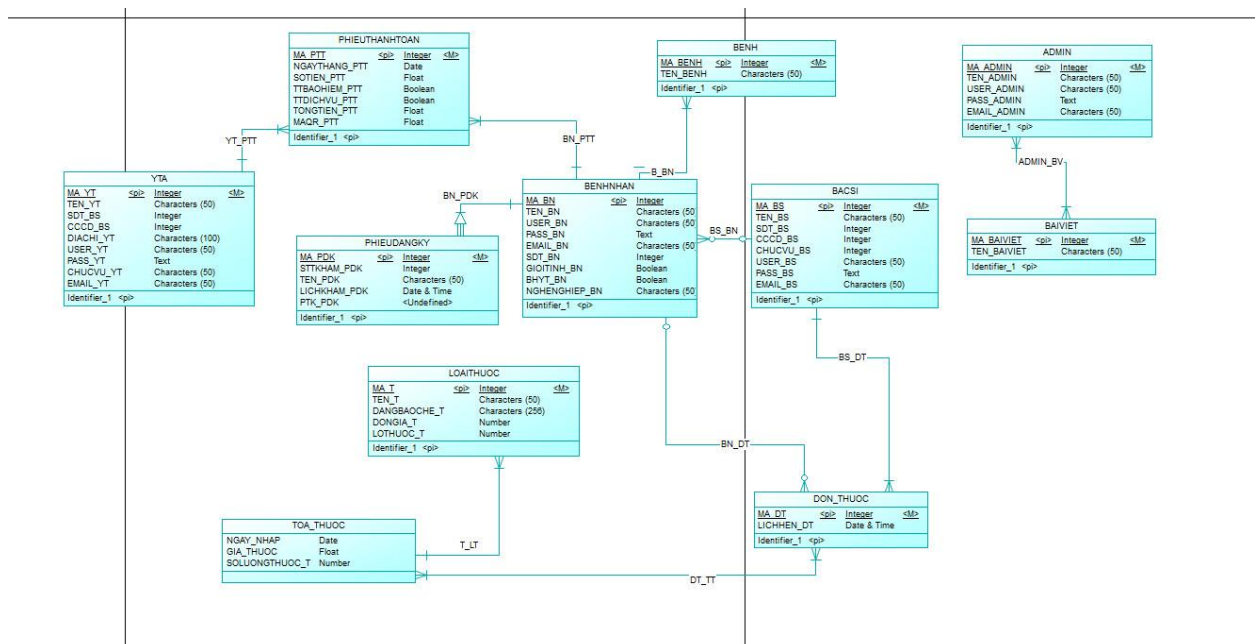 PHIEUTHANHTOAN
MA_PTT <pi> Integer <M>
NGAYTHANG_PTT Date
SOTIEN_PTT Float
TTBAOHIEM_PTT Boolean
TTDICHVU_PTT Boolean
TONGTIEN_PTT Float
MAQR_PTT Float
Identifier_1 <pi>
BENH
MA_BENH <pi> Integer <M>
TEN_BENH Characters (50)
Identifier_1 <pi>
ADMIN
MA_ADMIN <pi> Integer <M>
TEN_ADMIN Characters (50)
USER_ADMIN Characters (50)
PASS_ADMIN Text
EMAIL_ADMIN Characters (50)
Identifier_1 <pi>
YT_PTT
BN_PTT
B_BN
ADMIN_BV
YTA
MA_YT <pi> Integer <M>
TEN_YT Characters (50)
SDT_BS Integer
CCCD_BS Integer
DIACHI_YT Characters (100)
USER_YT Characters (50)
PASS_YT Text
CHUCVU_YT Characters (50)
EMAIL_YT Characters (50)
Identifier_1 <pi>
BN_PDK
PHIEUDANGKY
MA_PDK <pi> Integer <M>
STTKHAM_PDK Integer
TEN_PDK Characters (50)
LICHKHAM_PDK Date & Time
PTK_PDK <Undefined>
Identifier_1 <pi>
BENHNHAN
MA_BN <pi> Integer
TEN_BN Characters (50
USER_BN Characters (50
PASS_BN Text
EMAIL_BN Characters (50
SDT_BN Integer
GIOITINH_BN Boolean
BHYT_BN Boolean
NGHENGHIEP_BN Characters (50
Identifier_1 <pi>
BS_BN
BACSI
MA_BS <pi> Integer <M>
TEN_BS Characters (50)
SDT_BS Integer
CCCD_BS Integer
CHUCVU_BS Integer
USER_BS Characters (50)
PASS_BS Text
EMAIL_BS Characters (50)
Identifier_1 <pi>
BAIVIET
MA_BAIVIET <pi> Integer <M>
TEN_BAIVIET Characters (50)
Identifier_1 <pi>
BS_DT
LOAITHUOC
MA_T <pi> Integer <M>
TEN_T Characters (50)
DANGBAOCHE_T Characters (256)
DONGIA_T Number
LOTHUOC_T Number
Identifier_1 <pi>
BN_DT
DON_THUOC
MA_DT <pi> Integer <M>
LICHHEN_DT Date & Time
Identifier_1 <pi>
TOA_THUOC
NGAY_NHAP Date
GIA_THUOC Float
SOLUONGTHUOC_T Number
T_LT
DT_TT